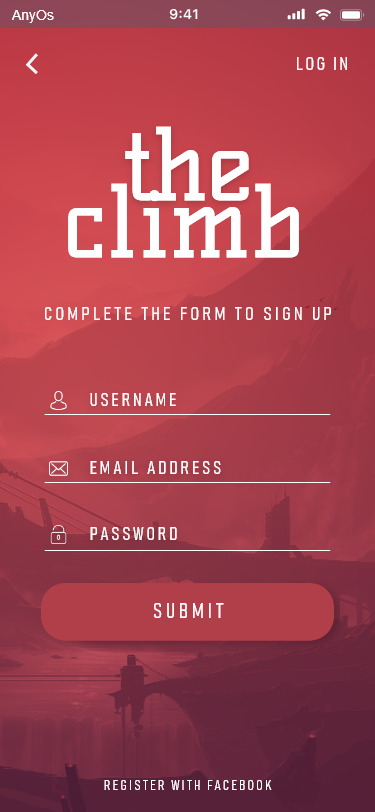 AnyOs 9:41
LOG IN
the
climb
COMPLETE THE FORM TO SIGN UP
USERNAME
EMAIL ADDRESS
PASSWORD
SUBMIT
REGISTER WITH FACEBOOK